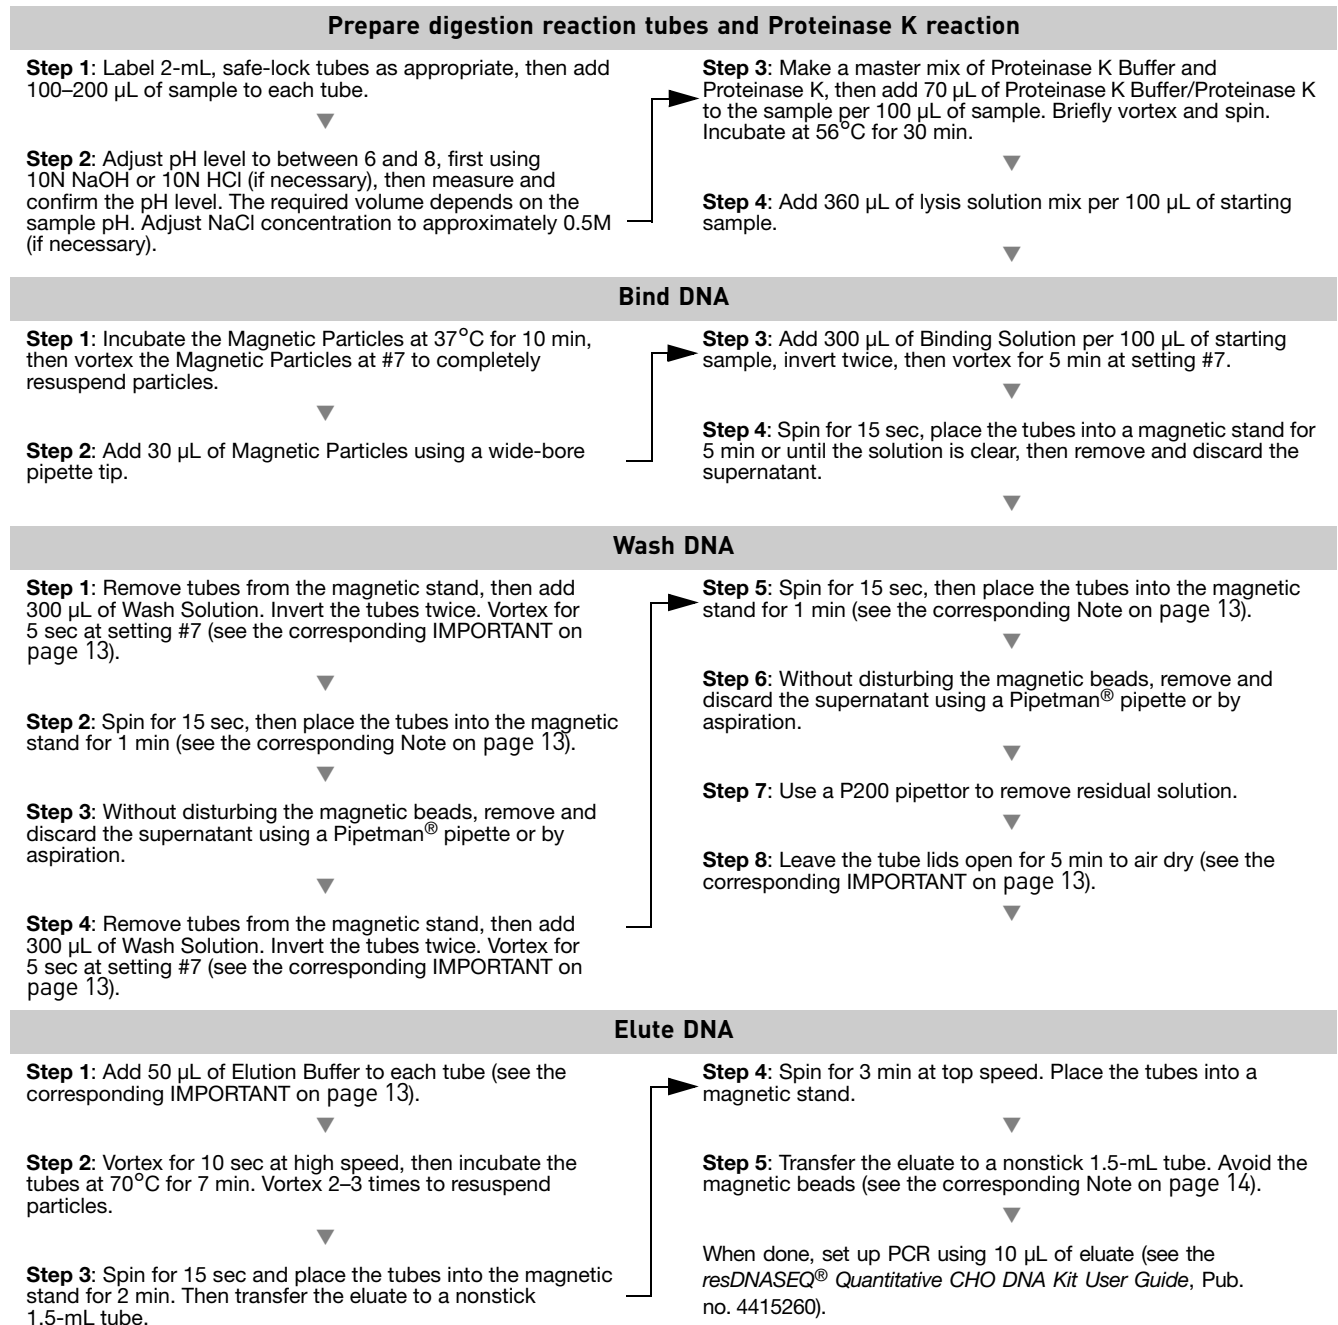 Prepare digestion reaction tubes and Proteinase K reaction
Step 1: Label 2-mL, safe-lock tubes as appropriate, then add
100–200 µL of sample to each tube.
Step 2: Adjust pH level to between 6 and 8, first using
10N NaOH or 10N HCl (if necessary), then measure and
confirm the pH level. The required volume depends on the
sample pH. Adjust NaCl concentration to approximately 0.5M
(if necessary).
Step 3: Make a master mix of Proteinase K Buffer and
Proteinase K, then add 70 µL of Proteinase K Buffer/Proteinase K
to the sample per 100 µL of sample. Briefly vortex and spin.
Incubate at 56°C for 30 min.
Step 4: Add 360 µL of lysis solution mix per 100 µL of starting
sample.
Bind DNA
Step 1: Incubate the Magnetic Particles at 37°C for 10 min,
then vortex the Magnetic Particles at #7 to completely
resuspend particles.
Step 2: Add 30 µL of Magnetic Particles using a wide-bore
pipette tip.
Step 3: Add 300 µL of Binding Solution per 100 µL of starting
sample, invert twice, then vortex for 5 min at setting #7.
Step 4: Spin for 15 sec, place the tubes into a magnetic stand for
5 min or until the solution is clear, then remove and discard the
supernatant.
Wash DNA
Step 1: Remove tubes from the magnetic stand, then add
300 µL of Wash Solution. Invert the tubes twice. Vortex for
5 sec at setting #7 (see the corresponding IMPORTANT on
page 13).
Step 2: Spin for 15 sec, then place the tubes into the magnetic
stand for 1 min (see the corresponding Note on page 13).
Step 3: Without disturbing the magnetic beads, remove and
discard the supernatant using a Pipetman® pipette or by
aspiration.
Step 4: Remove tubes from the magnetic stand, then add
300 µL of Wash Solution. Invert the tubes twice. Vortex for
5 sec at setting #7 (see the corresponding IMPORTANT on
page 13).
Step 5: Spin for 15 sec, then place the tubes into the magnetic
stand for 1 min (see the corresponding Note on page 13).
Step 6: Without disturbing the magnetic beads, remove and
discard the supernatant using a Pipetman® pipette or by
aspiration.
Step 7: Use a P200 pipettor to remove residual solution.
Step 8: Leave the tube lids open for 5 min to air dry (see the
corresponding IMPORTANT on page 13).
Elute DNA
Step 1: Add 50 µL of Elution Buffer to each tube (see the
corresponding IMPORTANT on page 13).
Step 2: Vortex for 10 sec at high speed, then incubate the
tubes at 70°C for 7 min. Vortex 2–3 times to resuspend
particles.
Step 3: Spin for 15 sec and place the tubes into the magnetic
stand for 2 min. Then transfer the eluate to a nonstick
1.5-mL tube.
Step 4: Spin for 3 min at top speed. Place the tubes into a
magnetic stand.
Step 5: Transfer the eluate to a nonstick 1.5-mL tube. Avoid the
magnetic beads (see the corresponding Note on page 14).
When done, set up PCR using 10 µL of eluate (see the
resDNASEQ® Quantitative CHO DNA Kit User Guide, Pub.
no. 4415260).